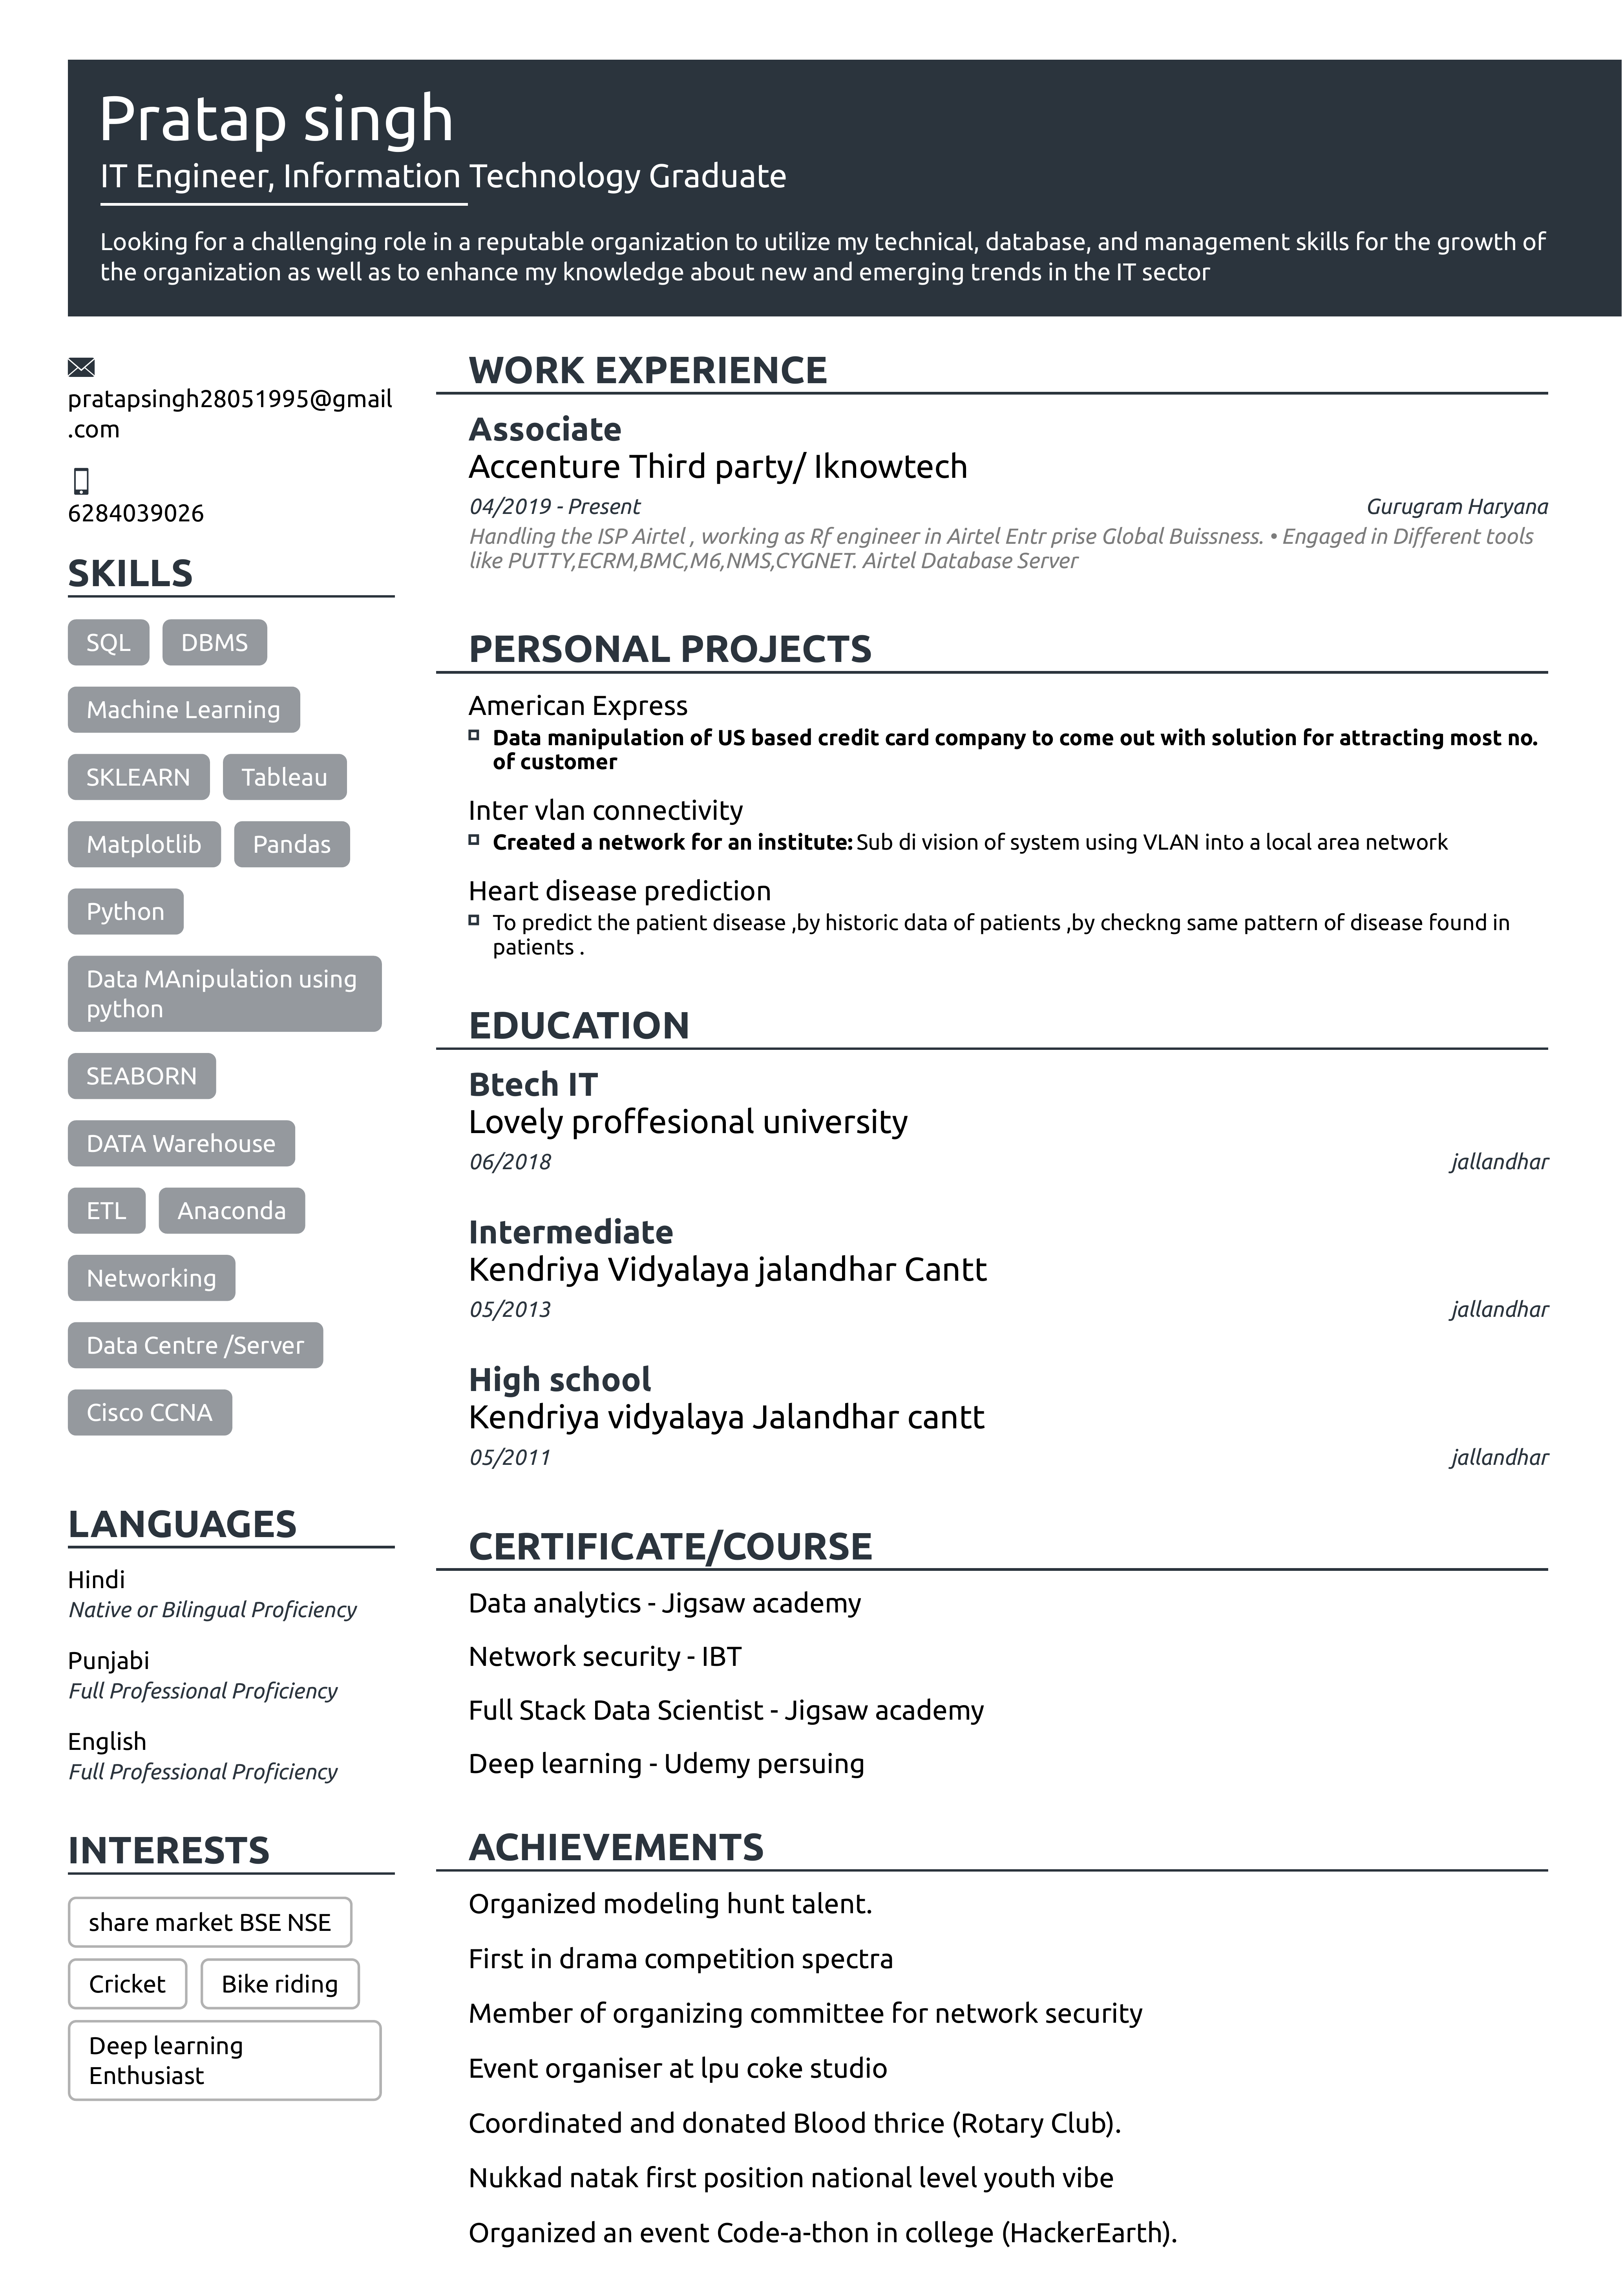 Pratap singh
IT Engineer, Information Technology Graduate
Looking for a challenging role in a reputable organization to utilize my technical, database, and management skills for the growth of
the organization as well as to enhance my knowledge about new and emerging trends in the IT sector
pratapsingh28051995@gmail
.com
6284039026
SKILLS
SQL DBMS
Machine Learning
SKLEARN Tableau
Matplotlib Pandas
Python
Data MAnipulation using
python
SEABORN
DATA Warehouse
ETL Anaconda
Networking
Data Centre /Server
Cisco CCNA
LANGUAGES
Hindi
Native or Bilingual Proficiency
Punjabi
Full Professional Proficiency
English
Full Professional Proficiency
INTERESTS
share market BSE NSE
Cricket Bike riding
Deep learning
Enthusiast
WORK EXPERIENCE
Associate
Accenture Third party/ Iknowtech
04/2019 - Present Gurugram Haryana
Handling the ISP Airtel , working as Rf engineer in Airtel Entr prise Global Buissness. • Engaged in Different tools
like PUTTY,ECRM,BMC,M6,NMS,CYGNET. Airtel Database Server
PERSONAL PROJECTS
American Express
Data manipulation of US based credit card company to come out with solution for attracting most no.
of customer
Inter vlan connectivity
Created a network for an institute: Sub di vision of system using VLAN into a local area network
Heart disease prediction
To predict the patient disease ,by historic data of patients ,by checkng same pattern of disease found in
patients .
EDUCATION
Btech IT
Lovely proffesional university
06/2018 jallandhar
Intermediate
Kendriya Vidyalaya jalandhar Cantt
05/2013 jallandhar
High school
Kendriya vidyalaya Jalandhar cantt
05/2011 jallandhar
CERTIFICATE/COURSE
Data analytics - Jigsaw academy
Network security - IBT
Full Stack Data Scientist - Jigsaw academy
Deep learning - Udemy persuing
ACHIEVEMENTS
Organized modeling hunt talent.
First in drama competition spectra
Member of organizing committee for network security
Event organiser at lpu coke studio
Coordinated and donated Blood thrice (Rotary Club).
Nukkad natak first position national level youth vibe
Organized an event Code-a-thon in college (HackerEarth).